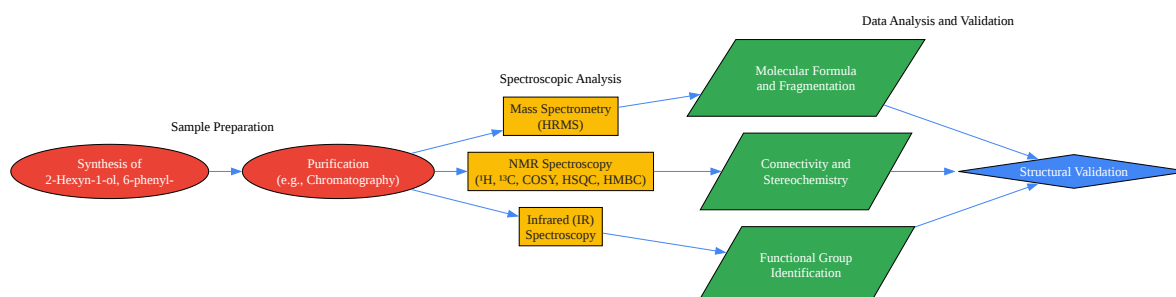 Sample Preparation
Synthesis of
2-Hexyn-1-ol, 6-phenyl-
Purification
(e.g., Chromatography)
Spectroscopic Analysis
Mass Spectrometry
(HRMS)
NMR Spectroscopy
(¹H, ¹³C, COSY, HSQC, HMBC)
Infrared (IR)
Spectroscopy
Data Analysis and Validation
Molecular Formula
and Fragmentation
Connectivity and
Stereochemistry
Functional Group
Identification
Structural Validation